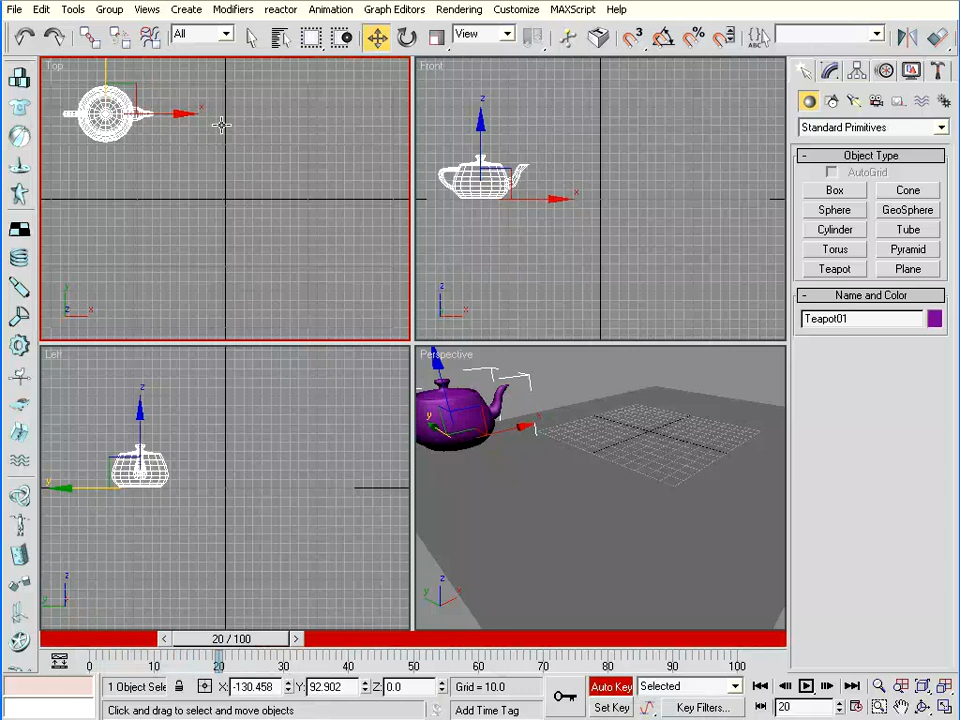 File Edit Tools Group Views Create Modifiers reactor Animation Graph Editors Rendering Customize MAXScript Help
All View 3 ABC
Top Front
Standard Primitives
- Object Type
AutoGrid
Box Cone
Sphere GeoSphere
Cylinder Tube
Torus Pyramid
Teapot Plane
- Name and Color
Teapot01
x z x
y z x z x
Left Perspective
z y z y
y x z y x
< 20 / 100 >
0 10 20 30 40 50 60 70 80 90 100
1 Object Sele X: -130.458 Y: 92.902 Z: 0.0 Grid = 10.0 Auto Key Selected
Click and drag to select and move objects Add Time Tag Set Key Key Filters... 20